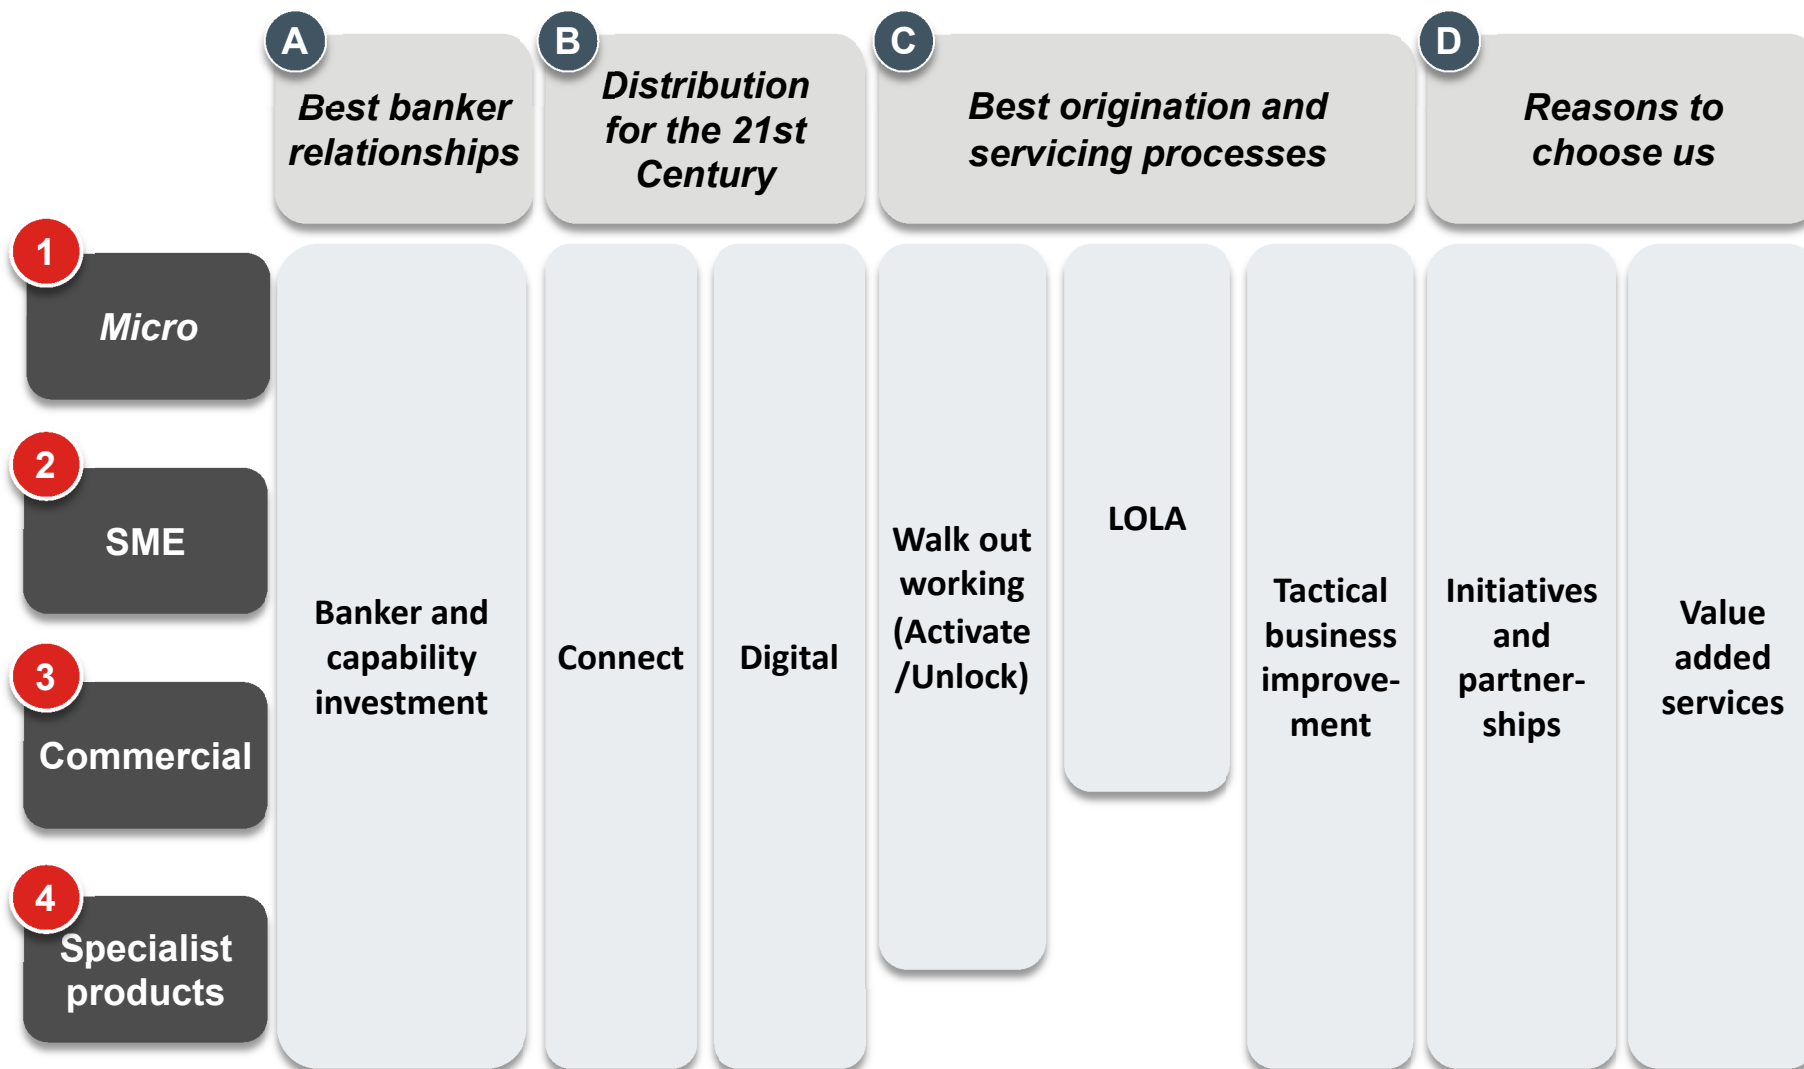 A
Best banker
relationships
B
Distribution
for the 21st
Century
C
Best origination and
servicing processes
D
Reasons to
choose us
1
Micro
2
SME
3
Commercial
4
Specialist
products
Banker and
capability
investment
Connect
Digital
Walk out
working
(Activate
/Unlock)
LOLA
Tactical
business
improve-
ment
Initiatives
and
partner-
ships
Value
added
services